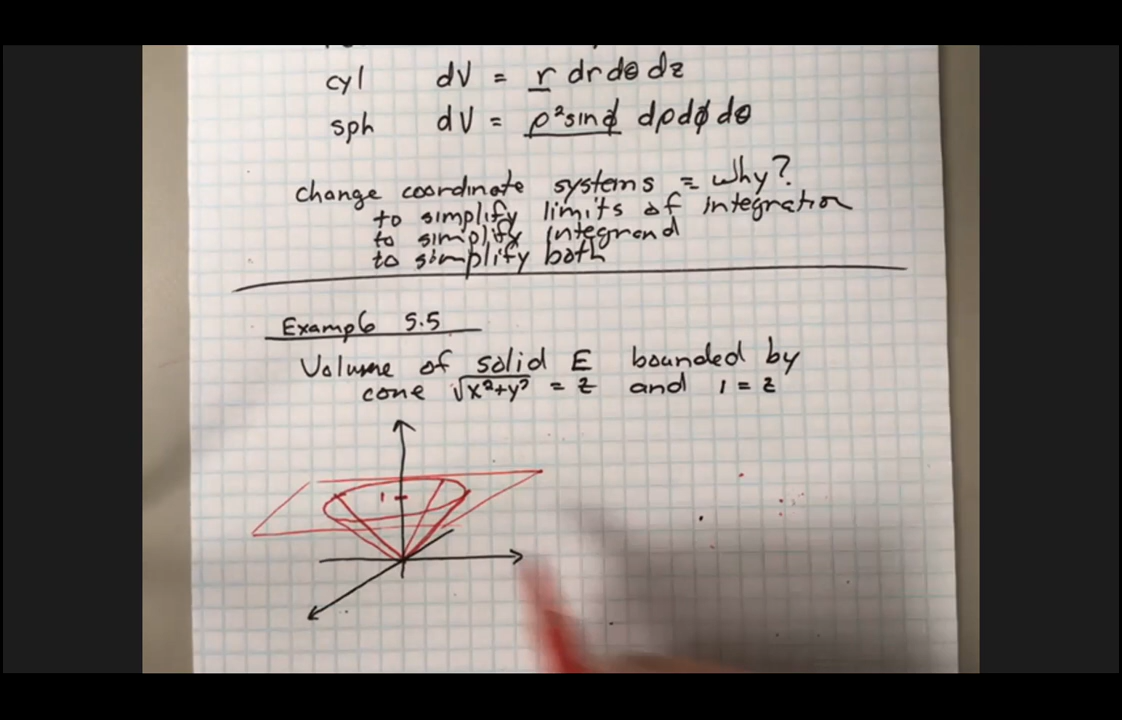 cyl dV = r dr dθ dz
sph dV = ρ²sinϕ dρ dϕ dθ
change coordinate systems = why?
to simplify limits of integration
to simplify integrand
to simplify both
Example 5.5
Volume of solid E bounded by
cone √x²+y² = z and 1 = z
1